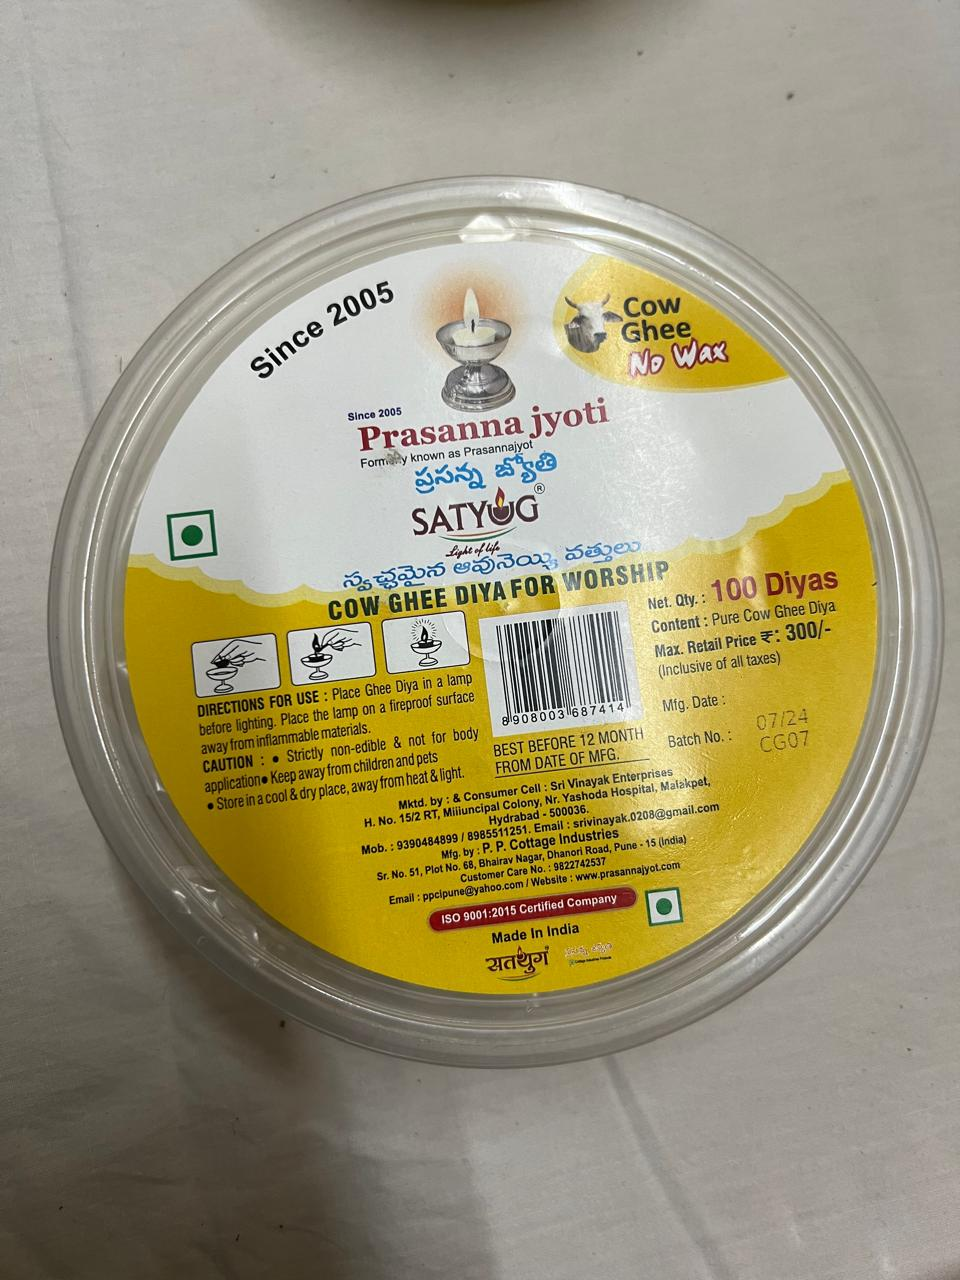 Since 2005
Cow
Ghee
No Wax
Since 2005
Prasanna jyoti
Formerly known as Prasannajyot
ప్రసన్న జ్యోతి
SATYUG®
Light of life
స్వచ్ఛమైన ఆవునెయ్యి వత్తులు
COW GHEE DIYA FOR WORSHIP
DIRECTIONS FOR USE : Place Ghee Diya in a lamp
before lighting. Place the lamp on a fireproof surface
away from inflammable materials.
CAUTION : ● Strictly non-edible & not for body
application● Keep away from children and pets
● Store in a cool & dry place, away from heat & light.
8 908003 687414
BEST BEFORE 12 MONTH
FROM DATE OF MFG.
Net. Qty. : 100 Diyas
Content : Pure Cow Ghee Diya
Max. Retail Price ₹: 300/-
(Inclusive of all taxes)
Mfg. Date : 07/24
Batch No. : CG07
Mktd. by : & Consumer Cell : Sri Vinayak Enterprises
H. No. 15/2 RT, Miiiuncipal Colony, Nr. Yashoda Hospital, Malakpet,
Hydrabad - 500036.
Mob. : 9390484899 / 8985511251. Email : srivinayak.0208@gmail.com
Mfg. by : P. P. Cottage Industries
Sr. No. 51, Plot No. 68, Bhairav Nagar, Dhanori Road, Pune - 15 (India)
Customer Care No. : 9822742537
Email : ppcipune@yahoo.com / Website : www.prasannajyot.com
ISO 9001:2015 Certified Company
Made In India
सतयुग